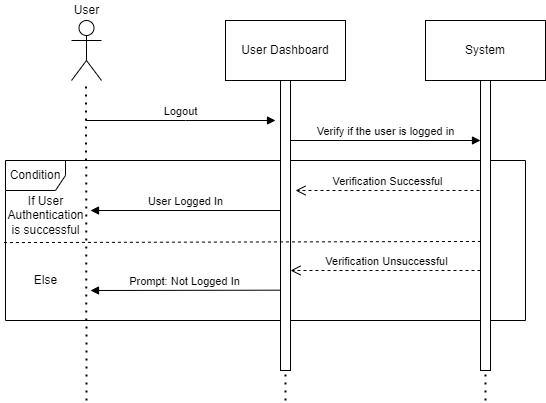 User
User Dashboard
System
Logout
Verify if the user is logged in
Condition
Verification Successful
If User
Authentication
is successful
User Logged In
Verification Unsuccessful
Else
Prompt: Not Logged In